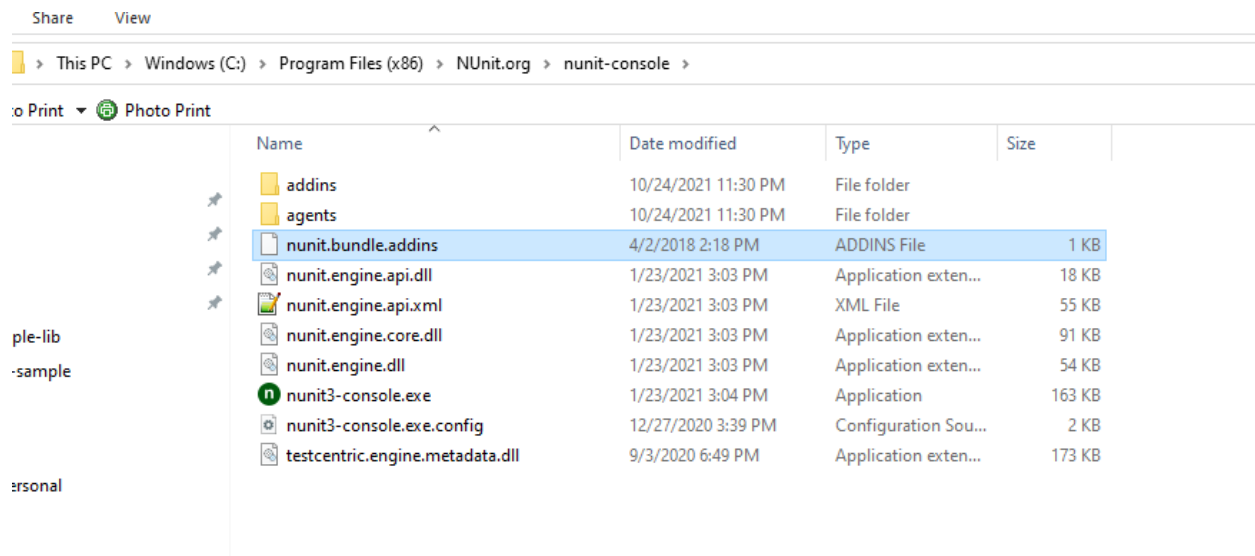 Share View
This PC > Windows (C:) > Program Files (x86) > NUnit.org > nunit-console >
:o Print Photo Print
Name Date modified Type Size
addins 10/24/2021 11:30 PM File folder
agents 10/24/2021 11:30 PM File folder
nunit.bundle.addins 4/2/2018 2:18 PM ADDINS File 1 KB
nunit.engine.api.dll 1/23/2021 3:03 PM Application exten... 18 KB
nunit.engine.api.xml 1/23/2021 3:03 PM XML File 55 KB
nunit.engine.core.dll 1/23/2021 3:03 PM Application exten... 91 KB
ple-lib
nunit.engine.dll 1/23/2021 3:03 PM Application exten... 54 KB
-sample
nunit3-console.exe 1/23/2021 3:04 PM Application 163 KB
nunit3-console.exe.config 12/27/2020 3:39 PM Configuration Sou... 2 KB
testcentric.engine.metadata.dll 9/3/2020 6:49 PM Application exten... 173 KB
ersonal